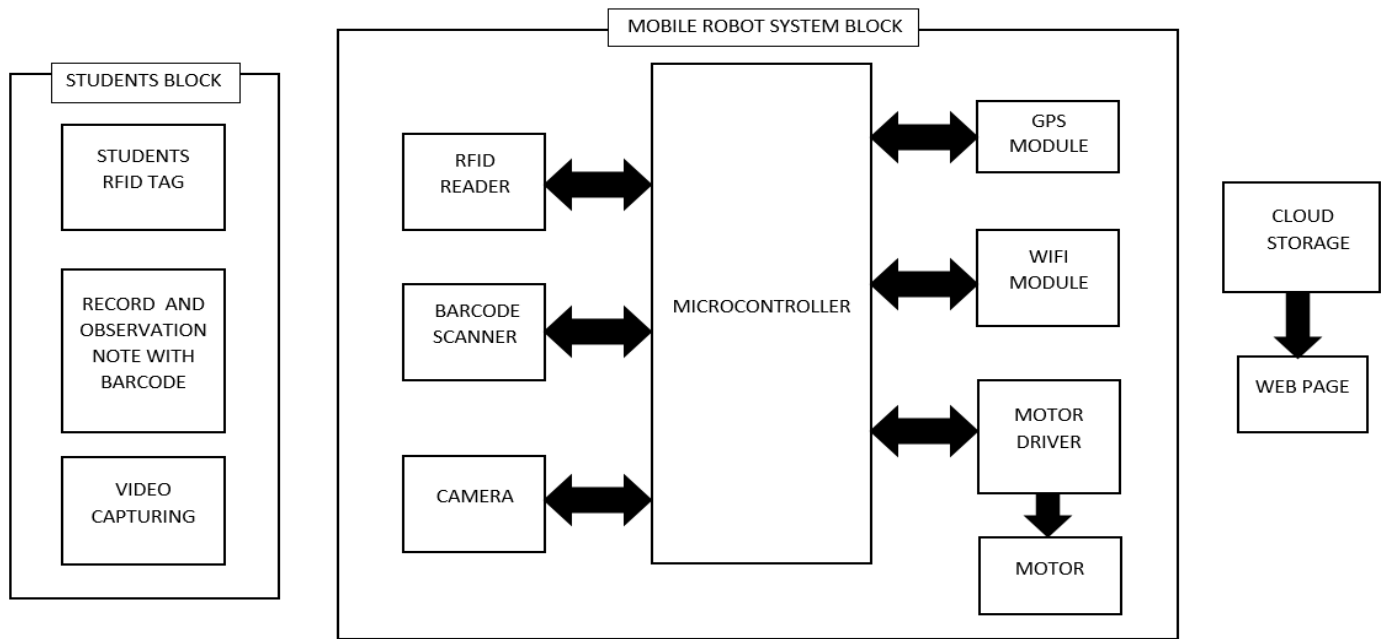 STUDENTS BLOCK
STUDENTS
RFID TAG
RECORD AND
OBSERVATION
NOTE WITH
BARCODE
VIDEO
CAPTURING
MOBILE ROBOT SYSTEM BLOCK
RFID
READER
BARCODE
SCANNER
CAMERA
MICROCONTROLLER
GPS
MODULE
WIFI
MODULE
MOTOR
DRIVER
MOTOR
CLOUD
STORAGE
WEB PAGE